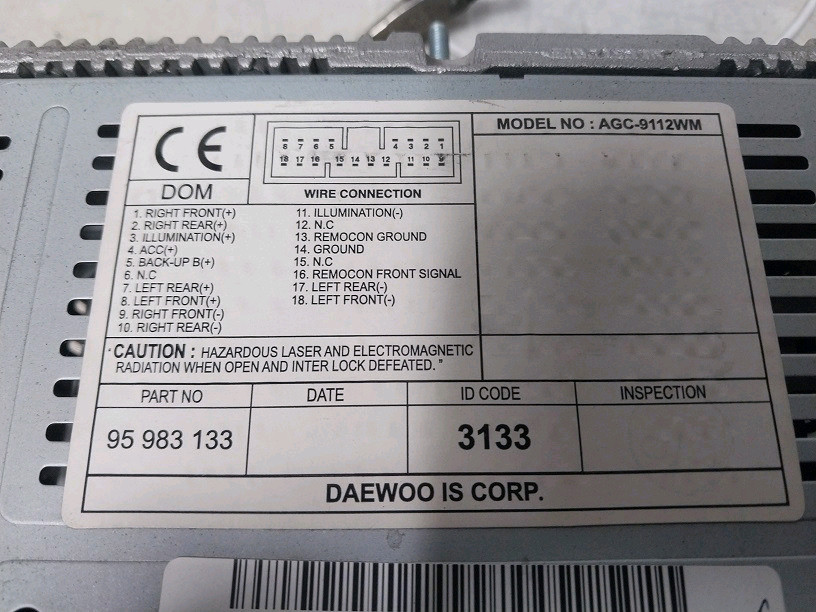 CE
DOM
8 7 6 5 4 3 2 1
18 17 16 15 14 13 12 11 10 9
WIRE CONNECTION
MODEL NO : AGC-9112WM
1. RIGHT FRONT(+)
2. RIGHT REAR(+)
3. ILLUMINATION(+)
4. ACC(+)
5. BACK-UP B(+)
6. N.C
7. LEFT REAR(+)
8. LEFT FRONT(+)
9. RIGHT FRONT(-)
10. RIGHT REAR(-)
11. ILLUMINATION(-)
12. N.C
13. REMOCON GROUND
14. GROUND
15. N.C
16. REMOCON FRONT SIGNAL
17. LEFT REAR(-)
18. LEFT FRONT(-)
"CAUTION : HAZARDOUS LASER AND ELECTROMAGNETIC
RADIATION WHEN OPEN AND INTER LOCK DEFEATED."
PART NO DATE ID CODE INSPECTION
95 983 133 3133
DAEWOO IS CORP.